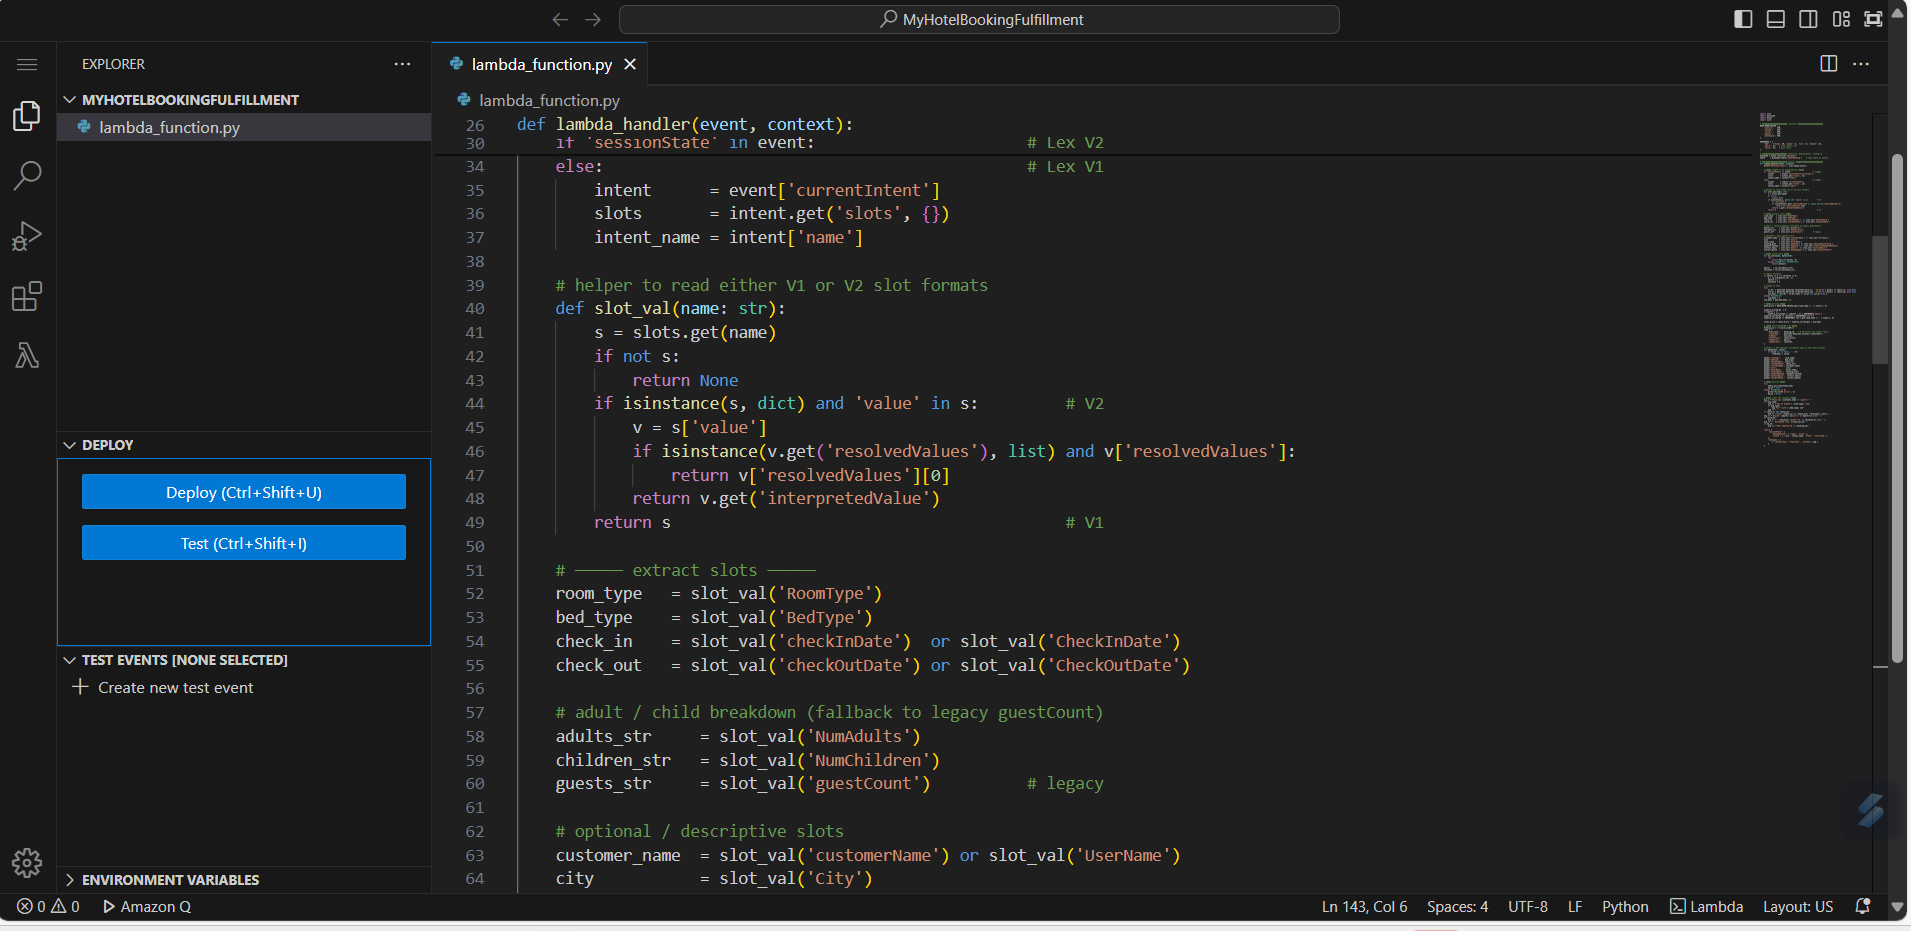 MyHotelBookingFulfillment
EXPLORER
MYHOTELBOOKINGFULFILLMENT
lambda_function.py
DEPLOY
Deploy (Ctrl+Shift+U)
Test (Ctrl+Shift+I)
TEST EVENTS [NONE SELECTED]
Create new test event
ENVIRONMENT VARIABLES
lambda_function.py
lambda_function.py
26 def lambda_handler(event, context):
30 if 'sessionState' in event: # Lex V2
34 else: # Lex V1
35 intent = event['currentIntent']
36 slots = intent.get('slots', {})
37 intent_name = intent['name']
38
39 # helper to read either V1 or V2 slot formats
40 def slot_val(name: str):
41 s = slots.get(name)
42 if not s:
43 return None
44 if isinstance(s, dict) and 'value' in s: # V2
45 v = s['value']
46 if isinstance(v.get('resolvedValues'), list) and v['resolvedValues']:
47 return v['resolvedValues'][0]
48 return v.get('interpretedValue')
49 return s # V1
50
51 # ───── extract slots ─────
52 room_type = slot_val('RoomType')
53 bed_type = slot_val('BedType')
54 check_in = slot_val('checkInDate') or slot_val('CheckInDate')
55 check_out = slot_val('checkOutDate') or slot_val('CheckOutDate')
56
57 # adult / child breakdown (fallback to legacy guestCount)
58 adults_str = slot_val('NumAdults')
59 children_str = slot_val('NumChildren')
60 guests_str = slot_val('guestCount') # legacy
61
62 # optional / descriptive slots
63 customer_name = slot_val('customerName') or slot_val('UserName')
64 city = slot_val('City')
0 0 Amazon Q Ln 143, Col 6 Spaces: 4 UTF-8 LF Python Lambda Layout: US